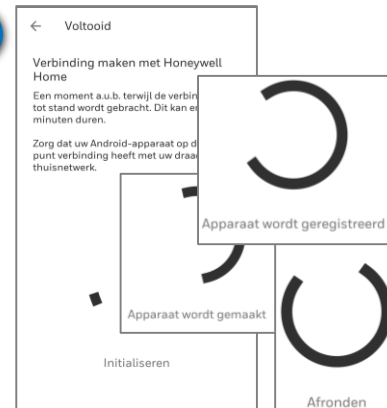 Voltooid
Verbinding maken met Honeywell
Home
Een moment a.u.b. terwijl de
tot stand wordt gebracht. Dit kan
minuten duren.
Zorg dat uw Android-apparaat op
punt verbinding heeft met uw
thuisnetwerk.
Apparaat wordt geregistreerd
Apparaat wordt gemaakt
Initialiseren
Afronden